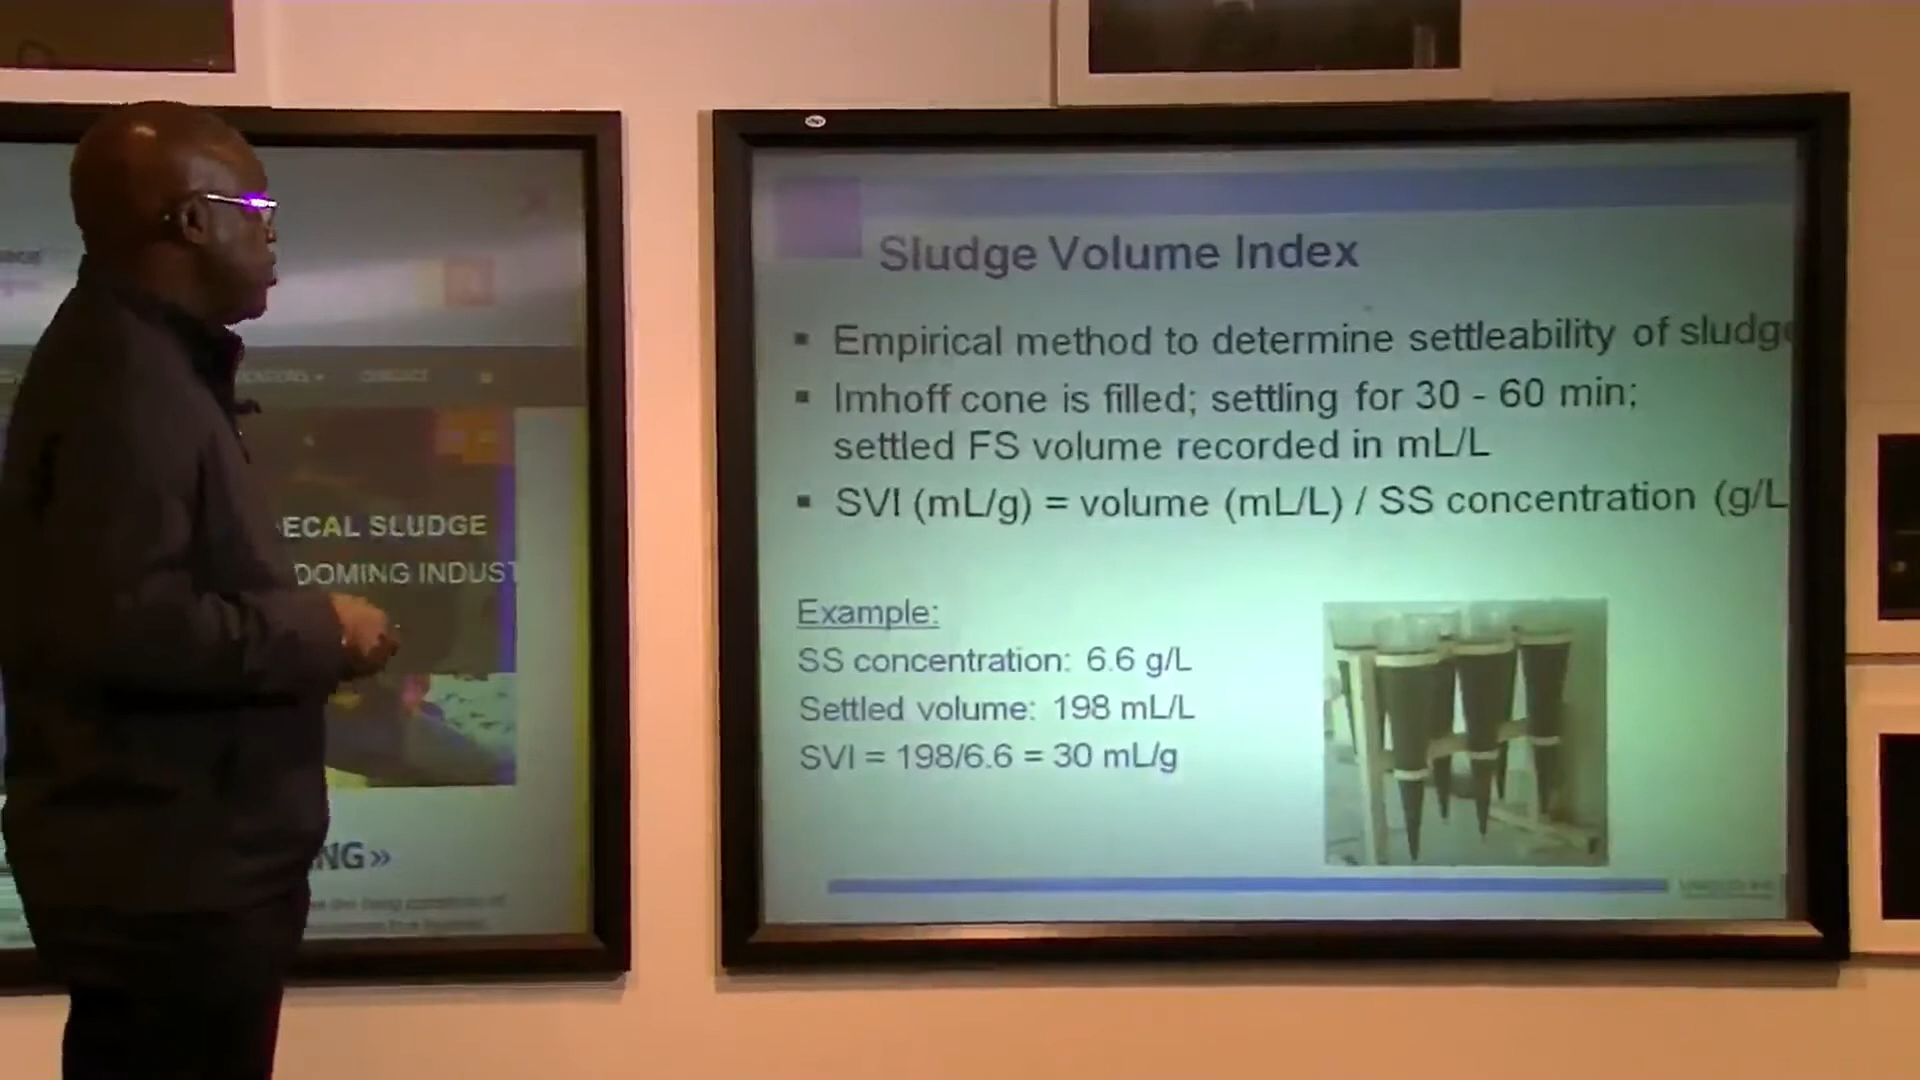 ECAL SLUDGE
DOMING INDUST
NG»
Sludge Volume Index
▪ Empirical method to determine settleability of sludge
▪ Imhoff cone is filled; settling for 30 - 60 min;
settled FS volume recorded in mL/L
▪ SVI (mL/g) = volume (mL/L) / SS concentration (g/L
Example:
SS concentration: 6.6 g/L
Settled volume: 198 mL/L
SVI = 198/6.6 = 30 mL/g